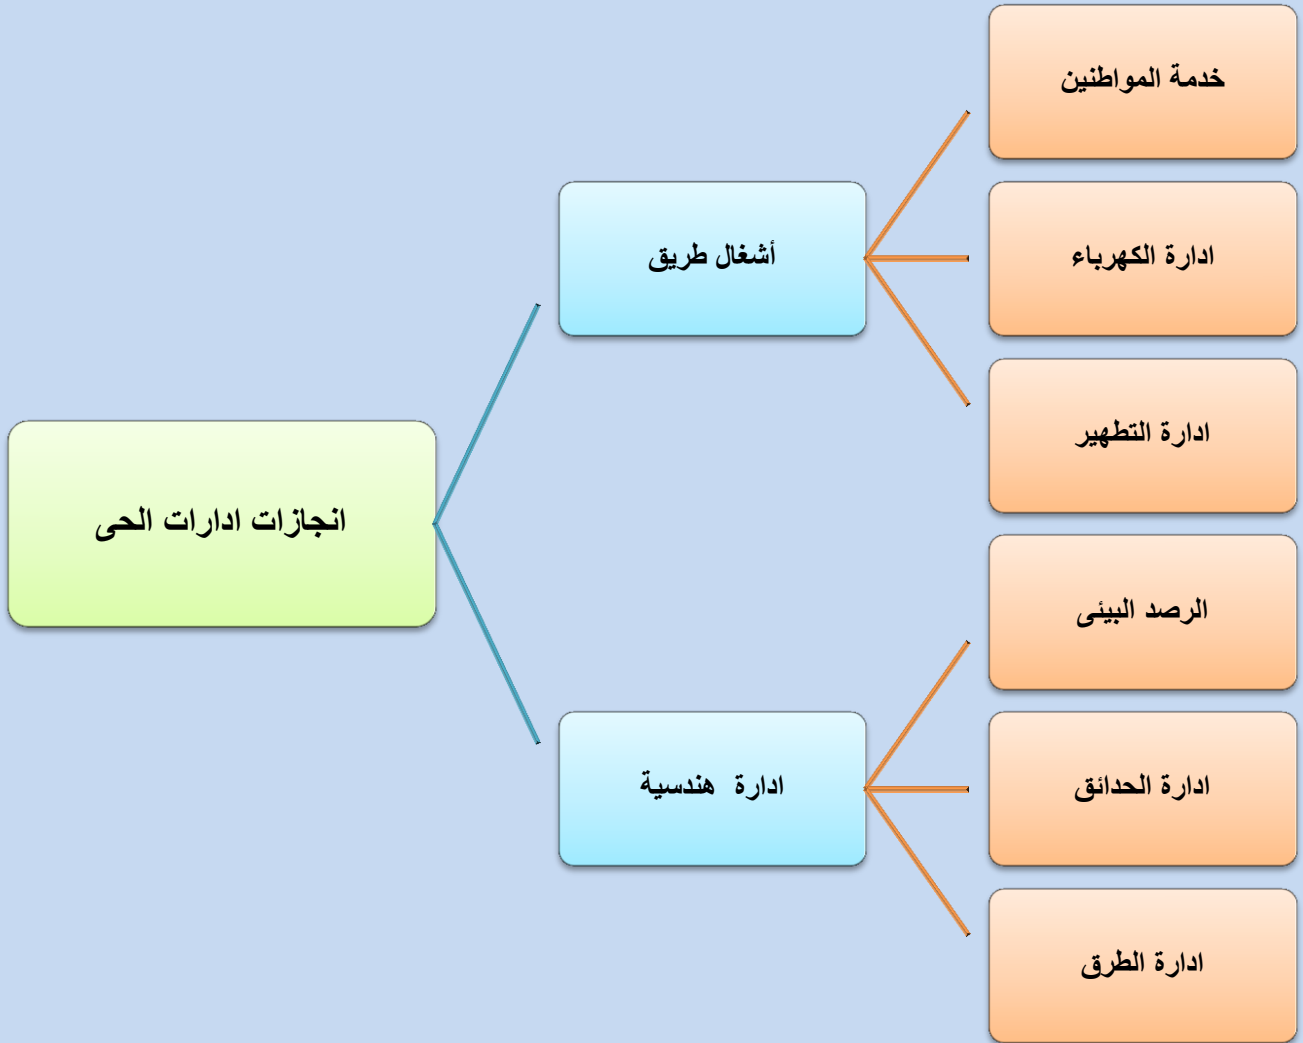 انجازات ادارات الحى
أشغال طريق
خدمة المواطنين
ادارة الكهرباء
ادارة التطهير
ادارة هندسية
الرصد البيئى
ادارة الحدائق
ادارة الطرق